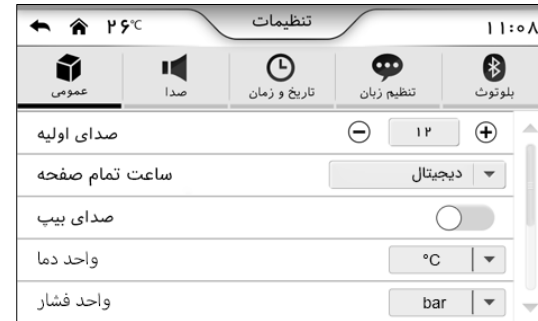 ۲۶°C تنظیمات ۱۱:۰۸
عمومی صدا تاریخ و زمان تنظیم زبان بلوتوث
صدای اولیه ۱۲
ساعت تمام صفحه دیجیتال
صدای بیپ
واحد دما °C
واحد فشار bar